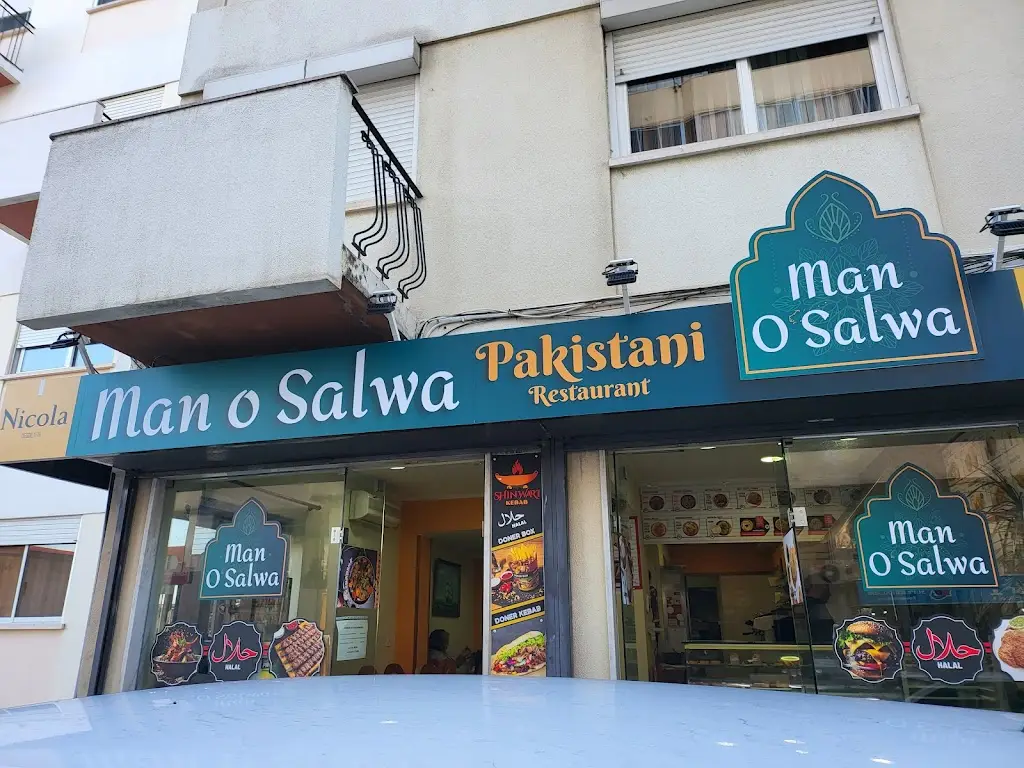 Nicola
Man o Salwa
Pakistani
Restaurant
Man
O Salwa
Man
O Salwa
SHINWARI
KEBAB
حلال
HALAL
DONER BOX
DONER KEBAB
حلال
HALAL
Man
O Salwa
حلال
HALAL